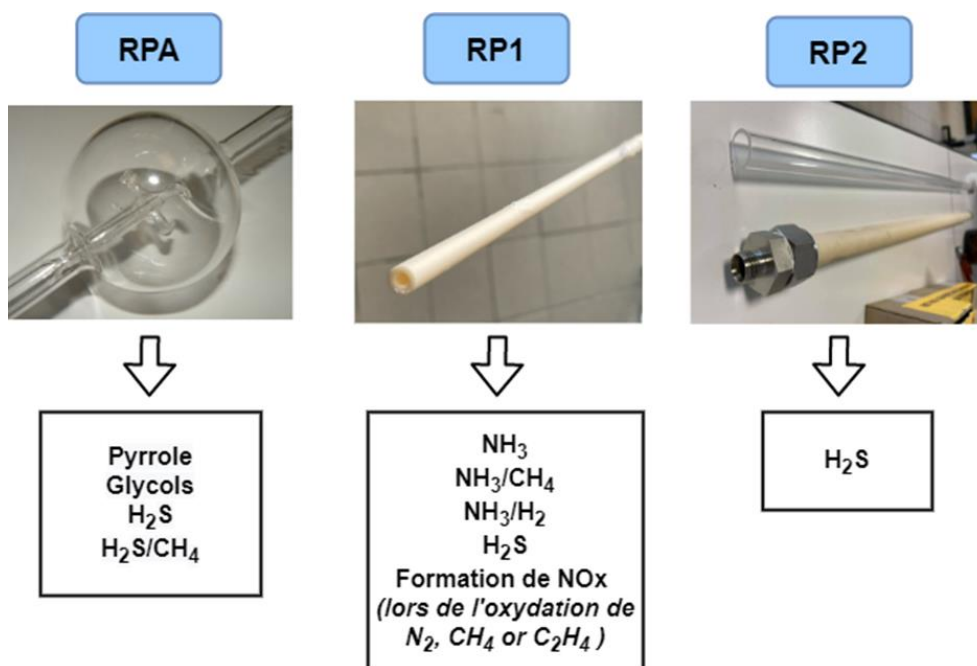 RPA
RP1
RP2
Pyrrole
Glycols
H₂S
H₂S/CH₄
NH₃
NH₃/CH₄
NH₃/H₂
H₂S
Formation de NOx
(lors de l'oxydation de
N₂, CH₄ or C₂H₄ )
H₂S